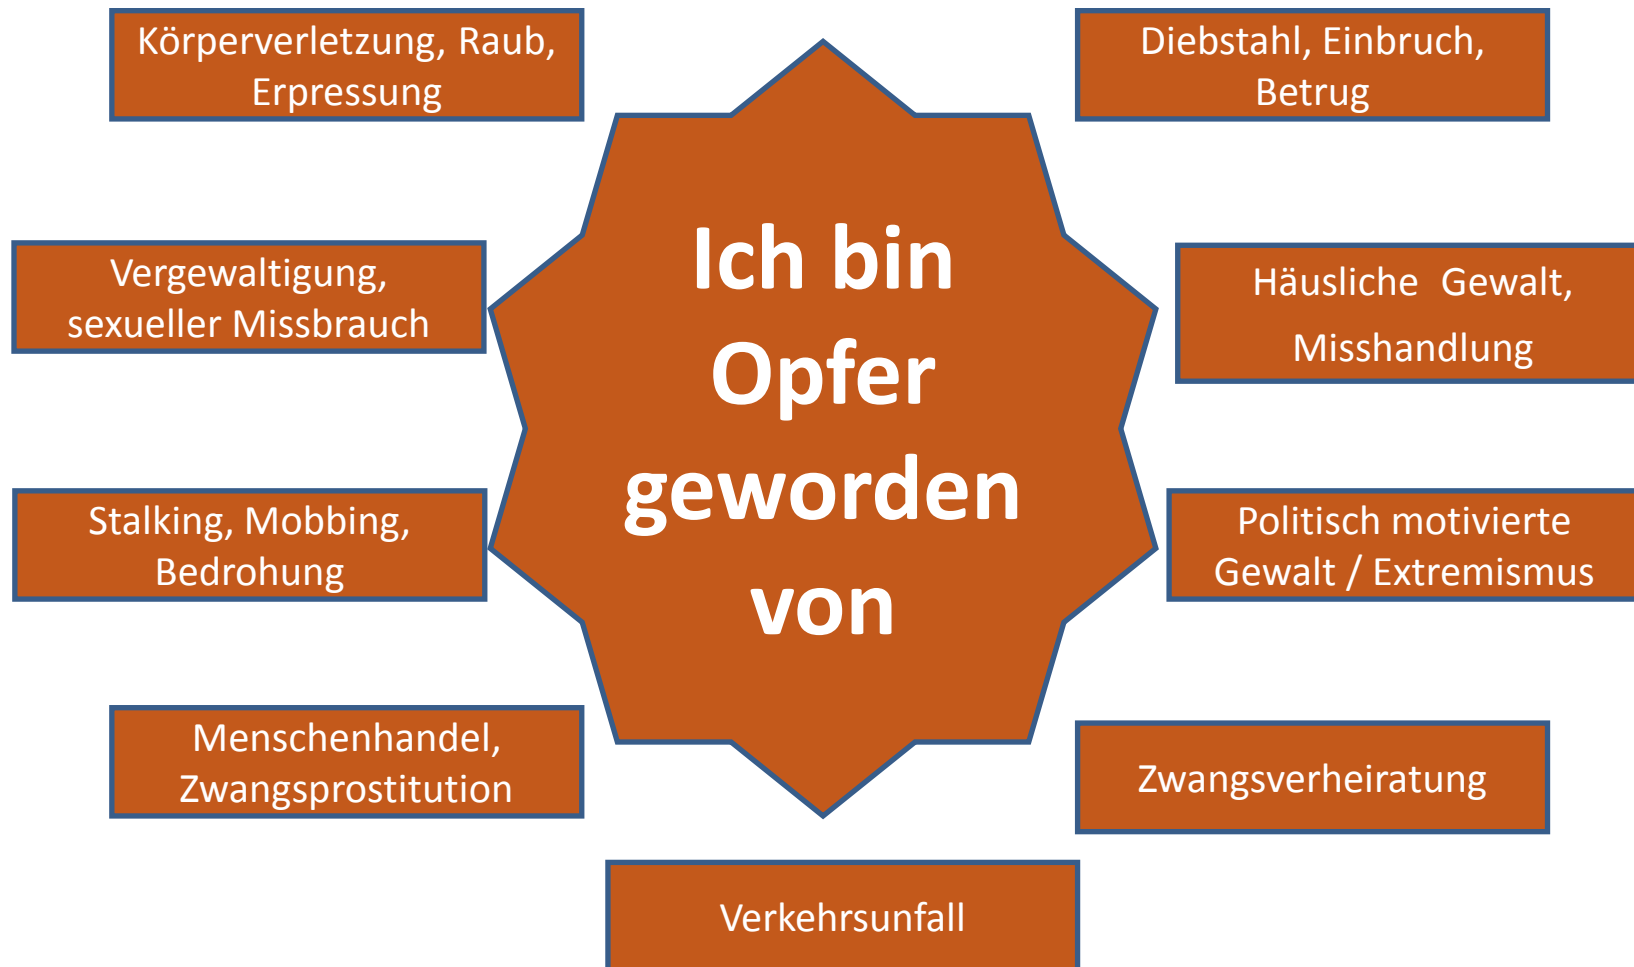 Körperverletzung, Raub,
Erpressung
Diebstahl, Einbruch,
Betrug
Ich bin
Opfer
geworden
von
Vergewaltigung,
sexueller Missbrauch
Häusliche Gewalt,
Misshandlung
Stalking, Mobbing,
Bedrohung
Politisch motivierte
Gewalt / Extremismus
Menschenhandel,
Zwangsprostitution
Zwangsverheiratung
Verkehrsunfall